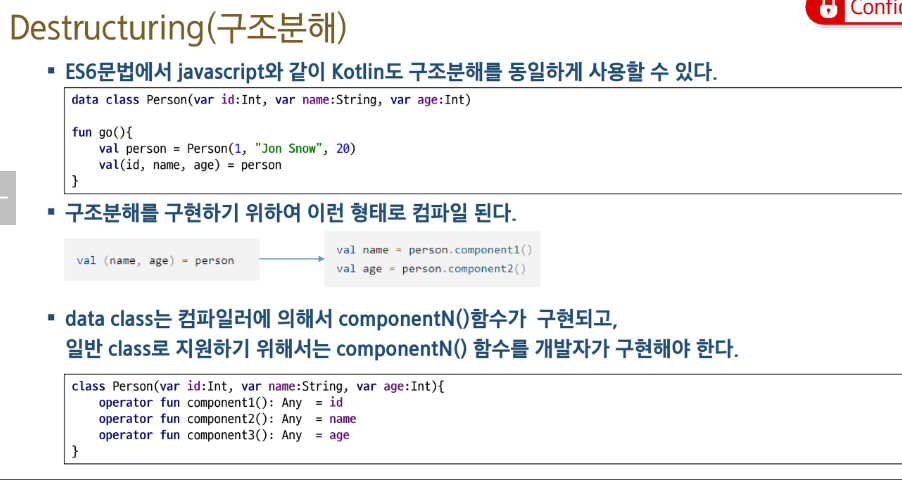 Destructuring(구조분해)
▪ ES6문법에서 javascript와 같이 Kotlin도 구조분해를 동일하게 사용할 수 있다.
data class Person(var id:Int, var name:String, var age:Int)
fun go(){
    val person = Person(1, "Jon Snow", 20)
    val(id, name, age) = person
}
▪ 구조분해를 구현하기 위하여 이런 형태로 컴파일 된다.
val (name, age) = person
val name = person.component1()
val age = person.component2()
▪ data class는 컴파일러에 의해서 componentN()함수가 구현되고,
일반 class로 지원하기 위해서는 componentN() 함수를 개발자가 구현해야 한다.
class Person(var id:Int, var name:String, var age:Int){
    operator fun component1(): Any  = id
    operator fun component2(): Any  = name
    operator fun component3(): Any  = age
}